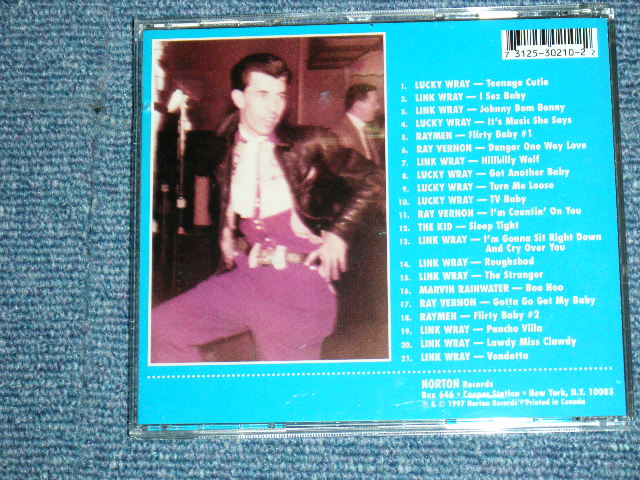 7 31253-0210-2 2
1. LUCKY WRAY — Teenage Cutie
2. LINK WRAY — I Sez Baby
3. LINK WRAY — Johnny Bom Bonny
4. LUCKY WRAY — It's Music She Says
5. RAYMEN — Flirty Baby #1
6. RAY VERNON — Danger One Way Love
7. LINK WRAY — Hillbilly Wolf
8. LUCKY WRAY — Got Another Baby
9. LUCKY WRAY — Turn Me Loose
10. LUCKY WRAY — TV Baby
11. RAY VERNON — I'm Countin' On You
12. THE KID — Sleep Tight
13. LINK WRAY — I'm Gonna Sit Right Down
And Cry Over You
14. LINK WRAY — Roughshod
15. LINK WRAY — The Stranger
16. MARVIN RAINWATER — Boo Hoo
17. RAY VERNON — Gotta Go Get My Baby
18. RAYMEN — Flirty Baby #2
19. LINK WRAY — Pancho Villa
20. LINK WRAY — Lawdy Miss Clawdy
21. LINK WRAY — Vendetta
NORTON Records
Box 646 • Cooper Station • New York, N.Y. 10003
℗ & © 1997 Norton Records • Printed in Canada